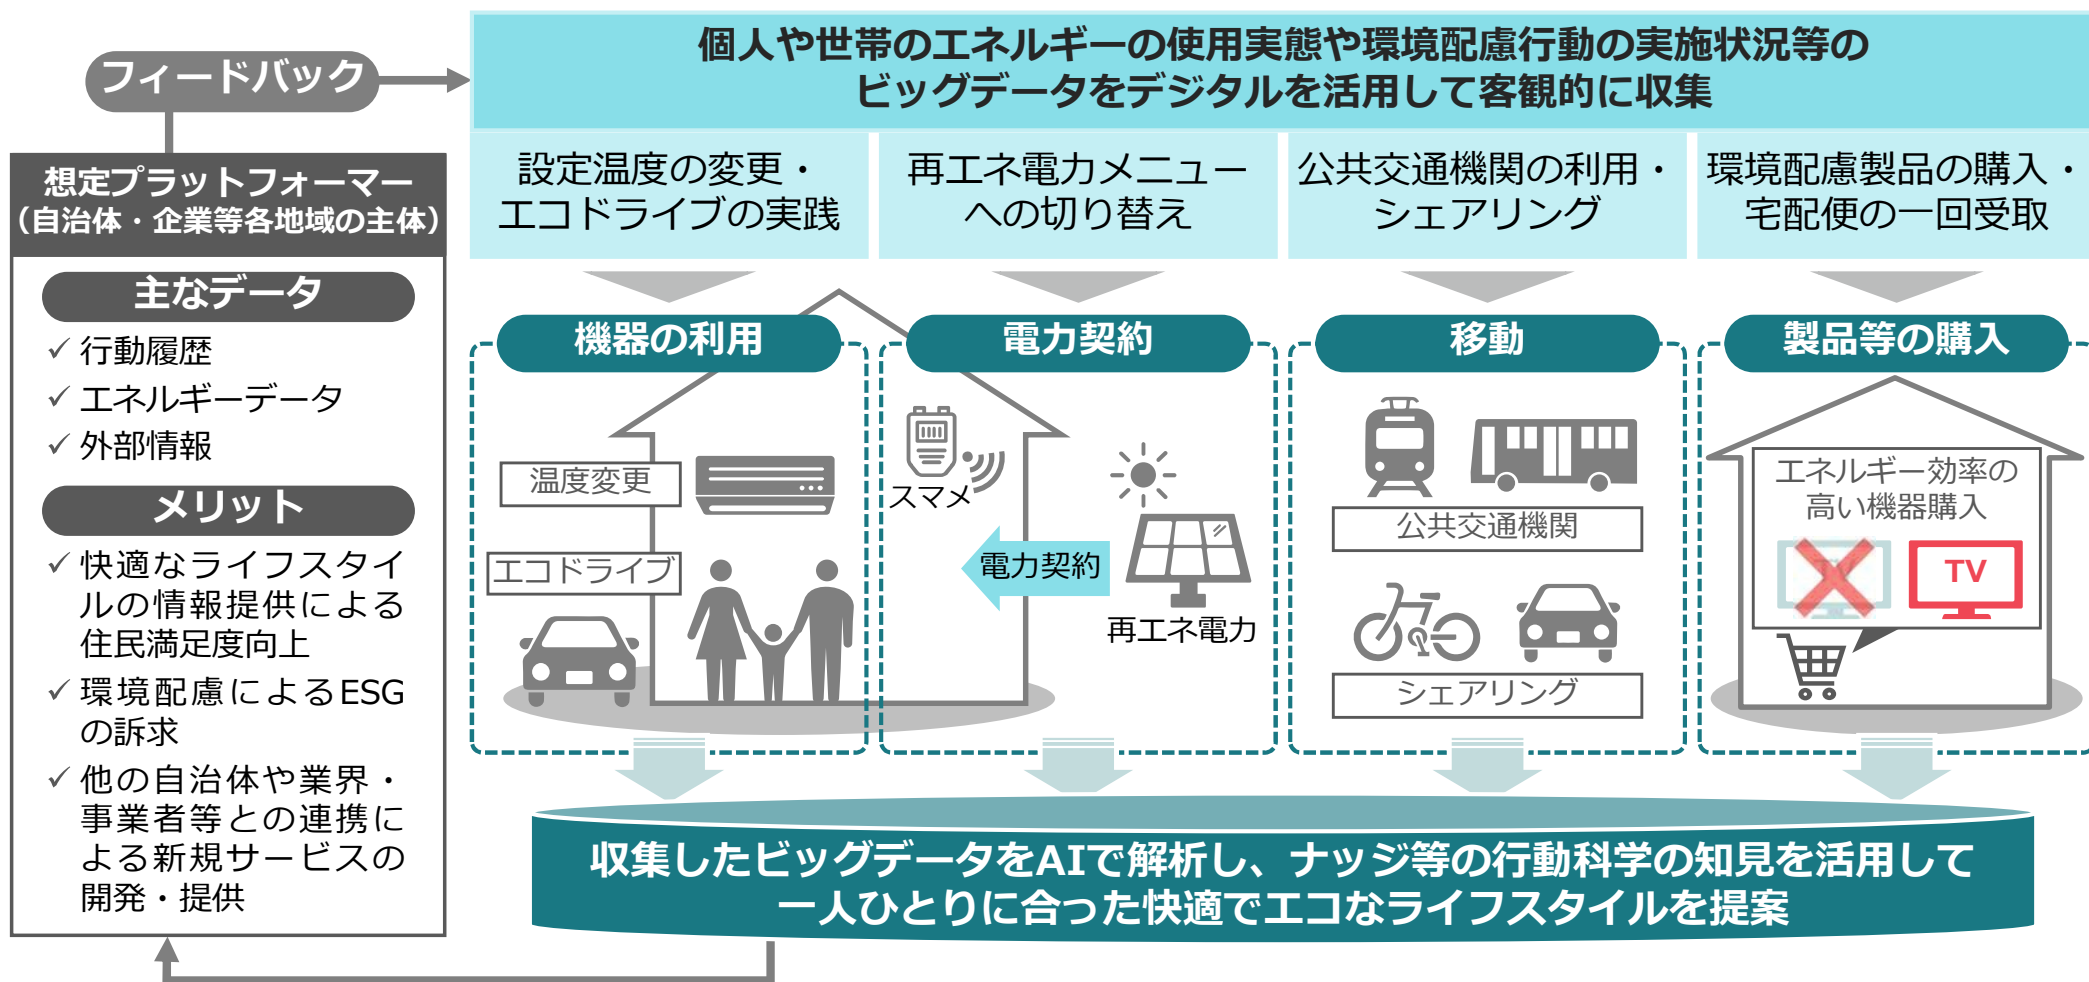 フィードバック
個人や世帯のエネルギーの使用実態や環境配慮行動の実施状況等の
ビッグデータをデジタルを活用して客観的に収集
想定プラットフォーマー
（自治体・企業等各地域の主体）
主なデータ
✓ 行動履歴
✓ エネルギーデータ
✓ 外部情報
メリット
✓ 快適なライフスタイ
ルの情報提供による
住民満足度向上
✓ 環境配慮によるESG
の訴求
✓ 他の自治体や業界・
事業者等との連携に
よる新規サービスの
開発・提供
設定温度の変更・
エコドライブの実践
再エネ電力メニュー
への切り替え
公共交通機関の利用・
シェアリング
環境配慮製品の購入・
宅配便の一回受取
機器の利用
温度変更
エコドライブ
電力契約
スマメ
電力契約
再エネ電力
移動
公共交通機関
シェアリング
製品等の購入
エネルギー効率の
高い機器購入
TV
収集したビッグデータをAIで解析し、ナッジ等の行動科学の知見を活用して
一人ひとりに合った快適でエコなライフスタイルを提案